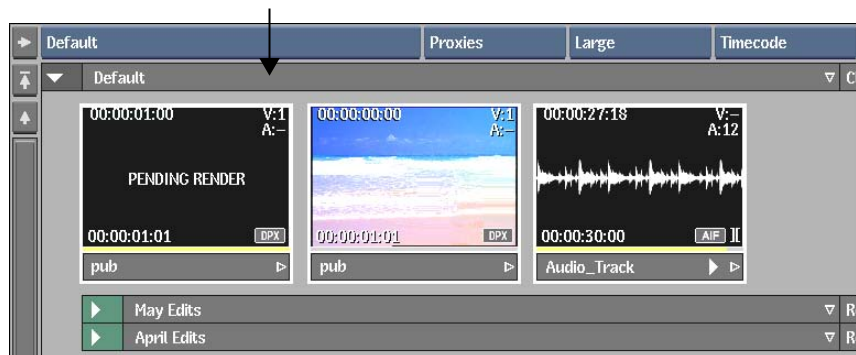 Default Proxies Large Timecode
Default
00:00:01:00 V:1
A:–
PENDING RENDER
00:00:01:01 DPX
pub
00:00:00:00 V:1
A:–
00:00:01:01 DPX
pub
00:00:27:18 V:–
A:12
00:00:30:00 AIF
Audio_Track
May Edits
April Edits